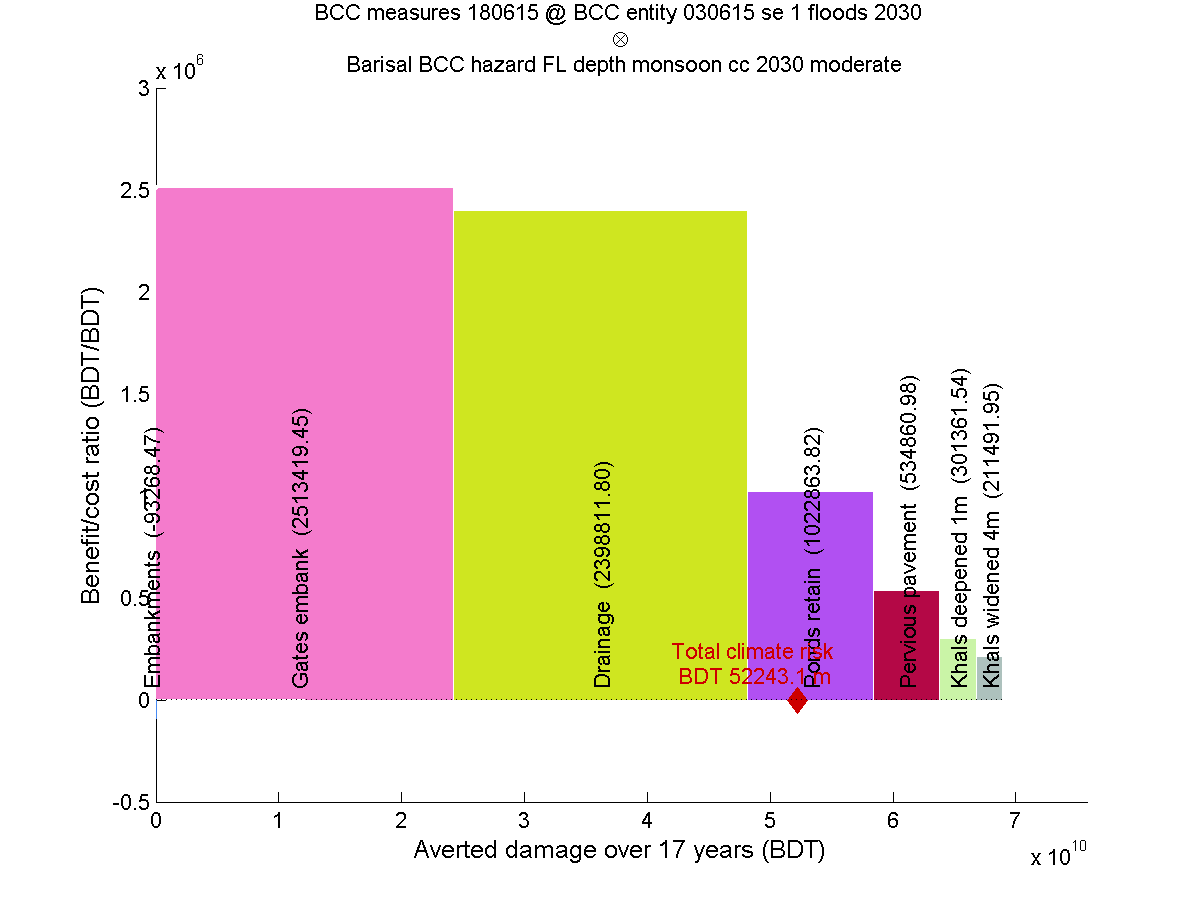 BCC measures 180615 @ BCC entity 030615 se 1 floods 2030
⊗
Barisal BCC hazard FL depth monsoon cc 2030 moderate
x 10^6
3
2.5
2
1.5
1
0.5
0
-0.5
Benefit/cost ratio (BDT/BDT)
Embankments (-93268.47)
Gates embank (2513419.45)
Drainage (2398811.80)
Ponds retain (1022863.82)
Pervious pavement (534860.98)
Khals deepened 1m (301361.54)
Khals widened 4m (211491.95)
Total climate risk
BDT 52243.1 m
0 1 2 3 4 5 6 7
Averted damage over 17 years (BDT)
x 10^10